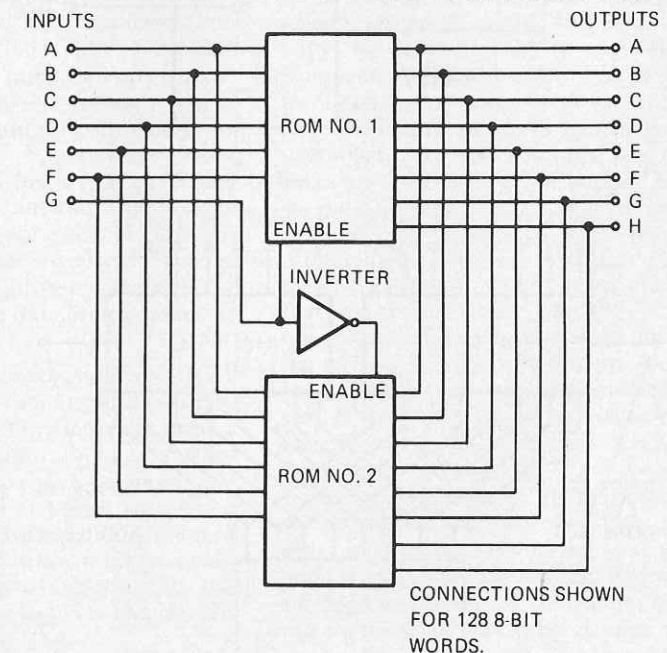 INPUTS
OUTPUTS
A
B
C
D
E
F
G
ROM NO. 1
ENABLE
A
B
C
D
E
F
G
H
INVERTER
ENABLE
ROM NO. 2
CONNECTIONS SHOWN
FOR 128 8-BIT
WORDS.